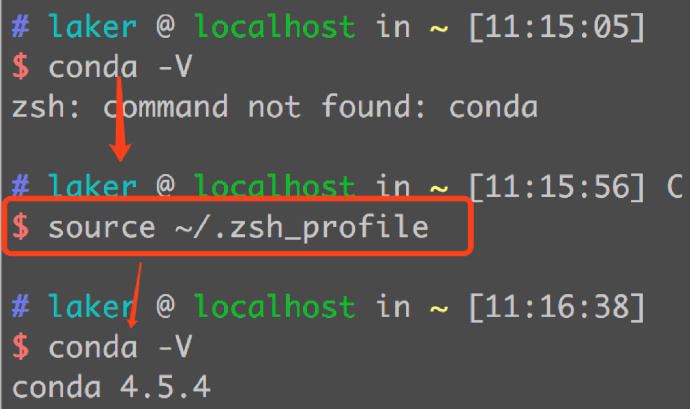 # laker @ localhost in ~ [11:15:05]
$ conda -V
zsh: command not found: conda
# laker @ localhost in ~ [11:15:56] C
$ source ~/.zsh_profile
# laker @ localhost in ~ [11:16:38]
$ conda -V
conda 4.5.4